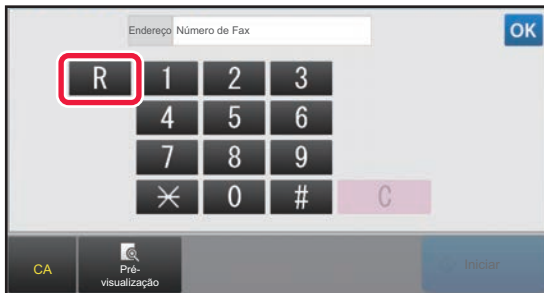 Endereço Número de Fax OK
R 1 2 3
4 5 6
7 8 9
* 0 # C
CA Pré-
visualização Iniciar